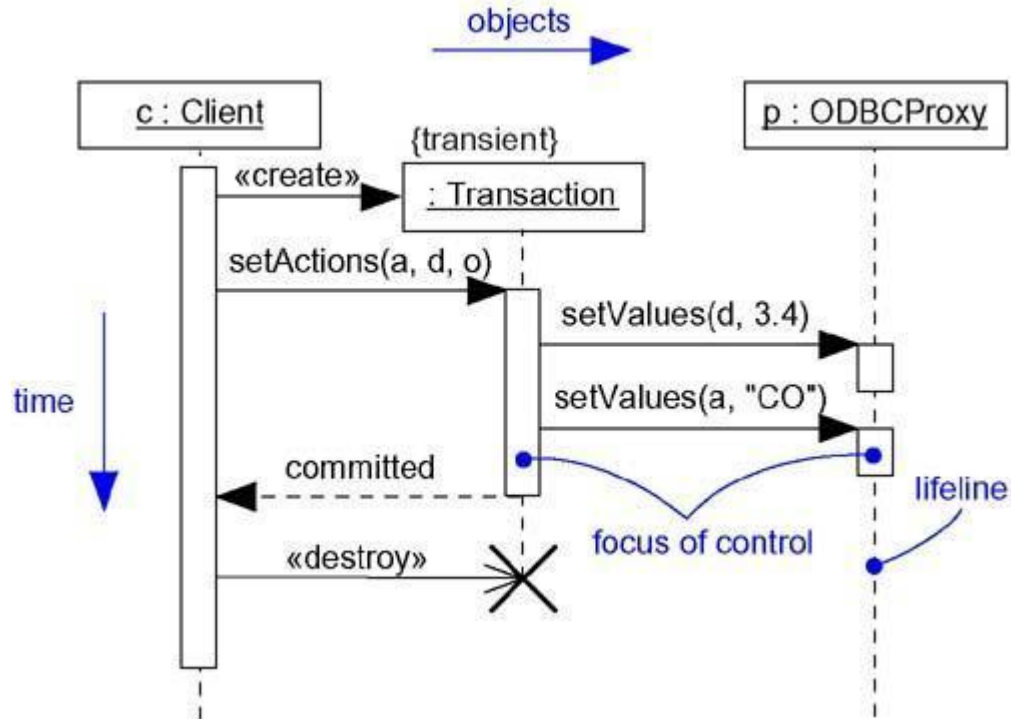 objects
c : Client
p : ODBCProxy
{transient}
«create»
: Transaction
setActions(a, d, o)
setValues(d, 3.4)
time
setValues(a, "CO")
committed
lifeline
focus of control
«destroy»